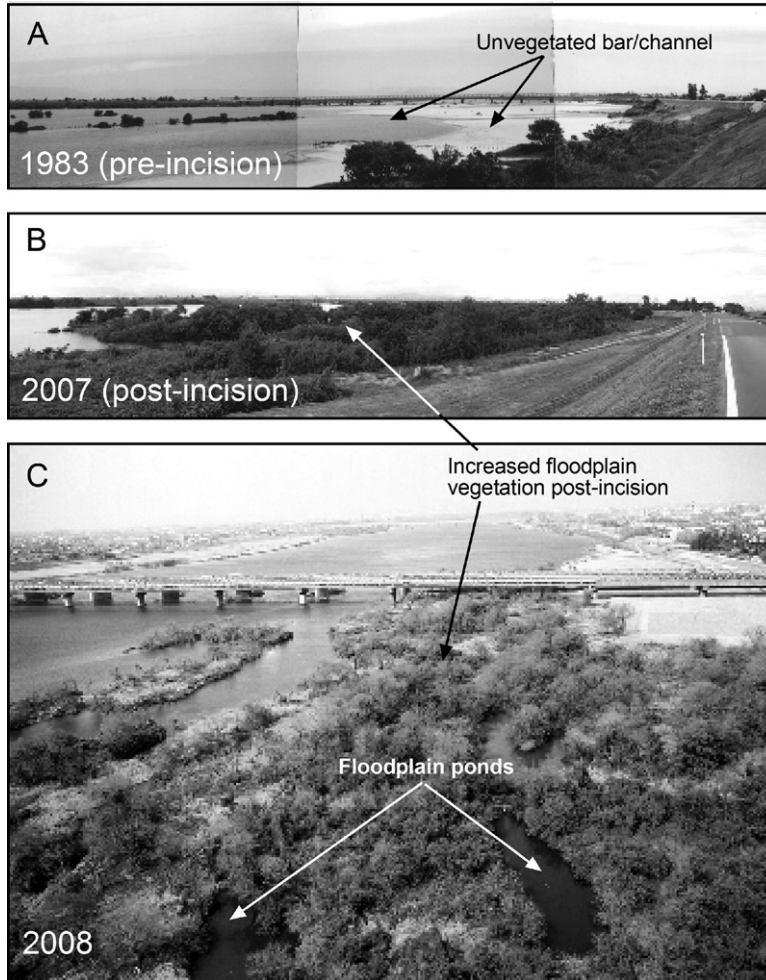 A
Unvegetated bar/channel
1983 (pre-incision)
B
2007 (post-incision)
C
Increased floodplain
vegetation post-incision
Floodplain ponds
2008